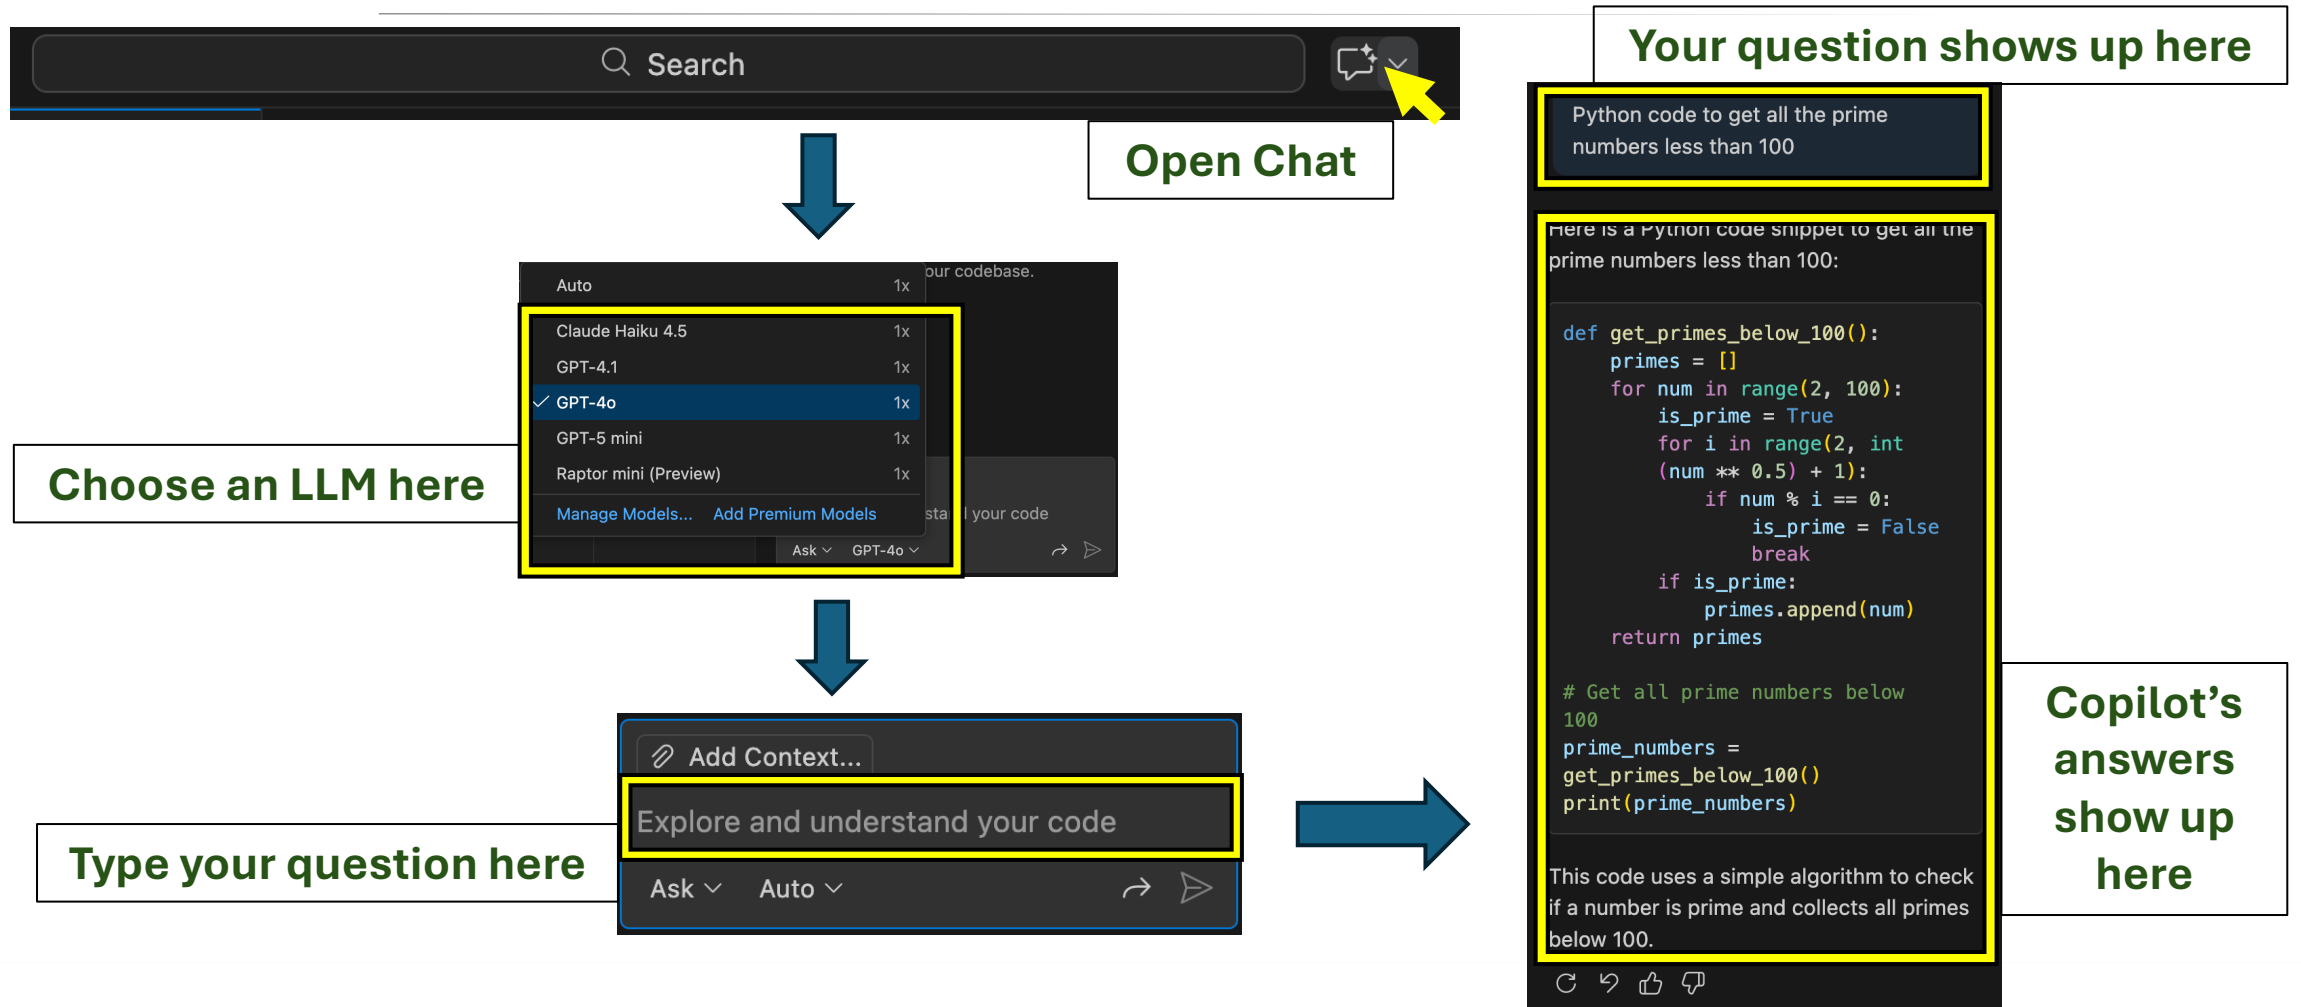 Search
Open Chat
our codebase.
Auto 1x
Claude Haiku 4.5 1x
GPT-4.1 1x
GPT-4o 1x
GPT-5 mini 1x
Raptor mini (Preview) 1x
Manage Models... Add Premium Models
your code
Ask GPT-4o
Choose an LLM here
Add Context...
Explore and understand your code
Ask Auto
Type your question here
Your question shows up here
Python code to get all the prime
numbers less than 100
Here is a Python code snippet to get all the
prime numbers less than 100:
def get_primes_below_100():
    primes = []
    for num in range(2, 100):
        is_prime = True
        for i in range(2, int
        (num ** 0.5) + 1):
            if num % i == 0:
                is_prime = False
                break
        if is_prime:
            primes.append(num)
    return primes
# Get all prime numbers below
100
prime_numbers =
get_primes_below_100()
print(prime_numbers)
This code uses a simple algorithm to check
if a number is prime and collects all primes
below 100.
Copilot’s
answers
show up
here